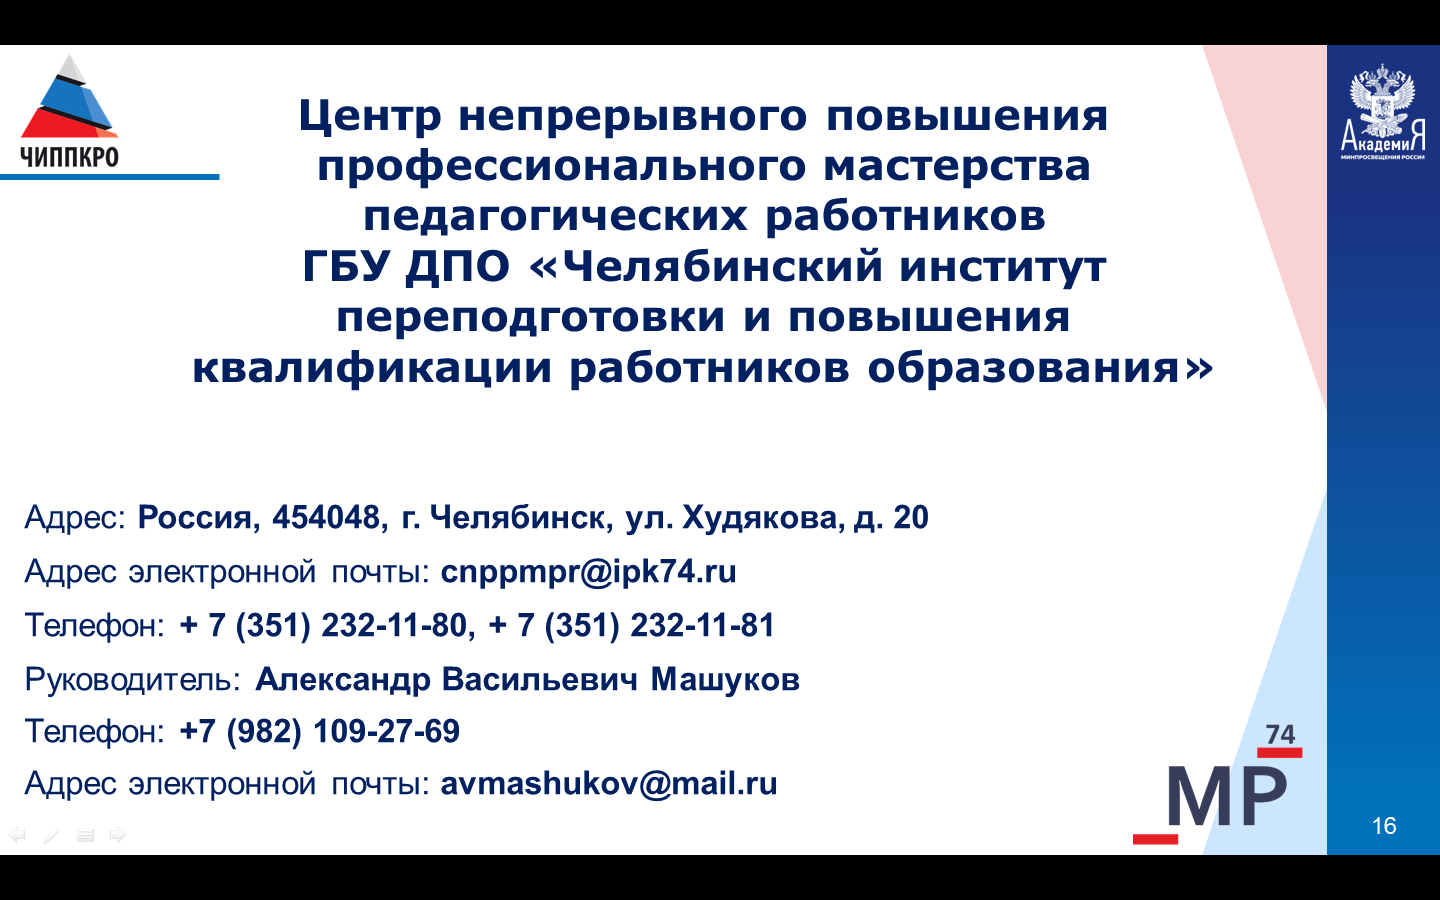 ЧИППКРО
Центр непрерывного повышения
профессионального мастерства
педагогических работников
ГБУ ДПО «Челябинский институт
переподготовки и повышения
квалификации работников образования»
АкадемиЯ
МИНПРОСВЕЩЕНИЯ РОССИИ
Адрес: Россия, 454048, г. Челябинск, ул. Худякова, д. 20
Адрес электронной почты: cnppmpr@ipk74.ru
Телефон: + 7 (351) 232-11-80, + 7 (351) 232-11-81
Руководитель: Александр Васильевич Машуков
Телефон: +7 (982) 109-27-69
Адрес электронной почты: avmashukov@mail.ru
74
МР
16